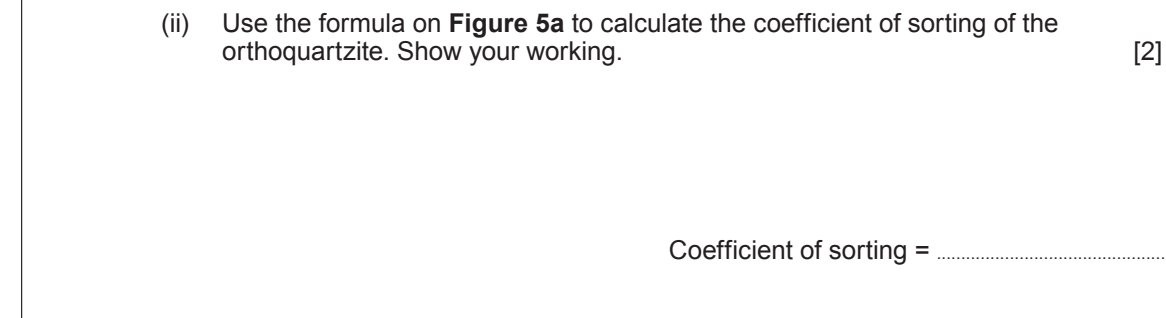 (ii) Use the formula on Figure 5a to calculate the coefficient of sorting of the
orthoquartzite. Show your working. [2]
Coefficient of sorting = ................................................